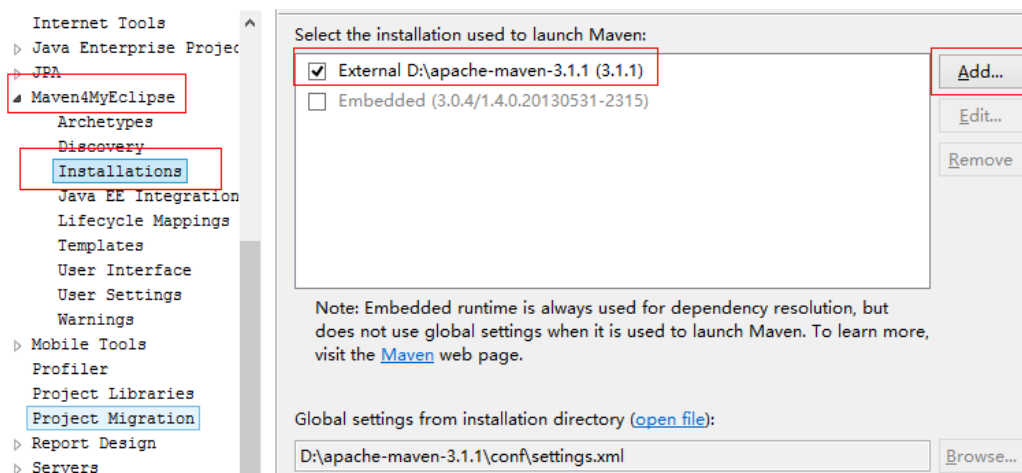 Internet Tools
Java Enterprise Projec
JPA
Maven4MyEclipse
Archetypes
Discovery
Installations
Java EE Integration
Lifecycle Mappings
Templates
User Interface
User Settings
Warnings
Mobile Tools
Profiler
Project Libraries
Project Migration
Report Design
Servers
Select the installation used to launch Maven:
External D:\apache-maven-3.1.1 (3.1.1)
Embedded (3.0.4/1.4.0.20130531-2315)
Add...
Edit...
Remove
Note: Embedded runtime is always used for dependency resolution, but
does not use global settings when it is used to launch Maven. To learn more,
visit the Maven web page.
Global settings from installation directory (open file):
D:\apache-maven-3.1.1\conf\settings.xml
Browse...